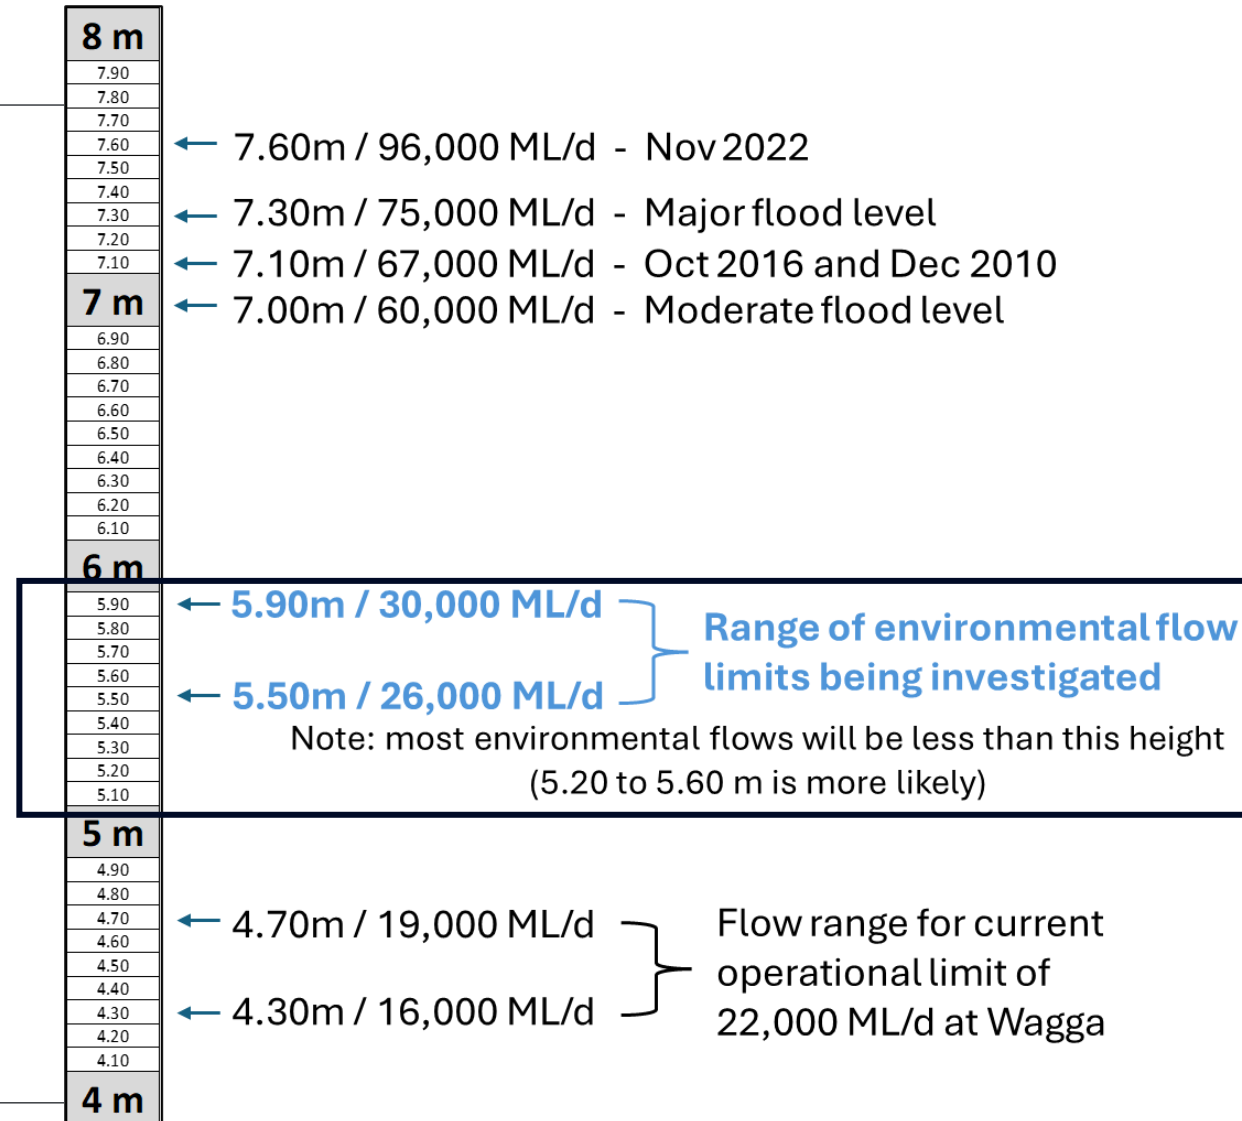 8 m
7.90
7.80
7.70
7.60
7.60m / 96,000 ML/d - Nov 2022
7.50
7.40
7.30
7.30m / 75,000 ML/d - Major flood level
7.20
7.10
7.10m / 67,000 ML/d - Oct 2016 and Dec 2010
7 m
7.00m / 60,000 ML/d - Moderate flood level
6.90
6.80
6.70
6.60
6.50
6.40
6.30
6.20
6.10
6 m
5.90
5.90m / 30,000 ML/d
5.80
5.70
5.60
5.50
5.50m / 26,000 ML/d
Range of environmental flow
limits being investigated
5.40
5.30
5.20
5.10
Note: most environmental flows will be less than this height
(5.20 to 5.60 m is more likely)
5 m
4.90
4.80
4.70
4.70m / 19,000 ML/d
4.60
4.50
4.40
4.30
4.30m / 16,000 ML/d
Flow range for current
operational limit of
22,000 ML/d at Wagga
4.20
4.10
4 m